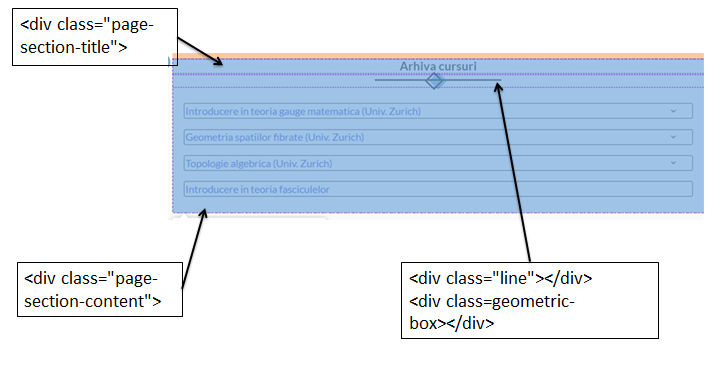 <div class="page-
section-title">
Arhiva cursuri
Introducere in teoria gauge matematica (Univ. Zurich)
Geometria spatiilor fibrate (Univ. Zurich)
Topologie algebrica (Univ. Zurich)
Introducere in teoria fasciculelor
<div class="page-
section-content">
<div class="line"></div>
<div class=geometric-
box></div>